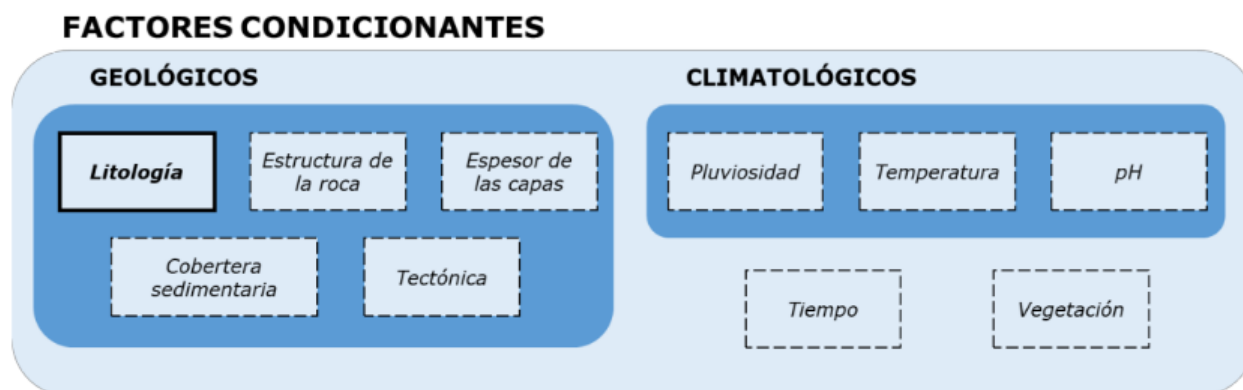 FACTORES CONDICIONANTES
GEOLÓGICOS
Litología
Estructura de
la roca
Espesor de
las capas
Cobertera
sedimentaria
Tectónica
CLIMATOLÓGICOS
Pluviosidad
Temperatura
pH
Tiempo
Vegetación